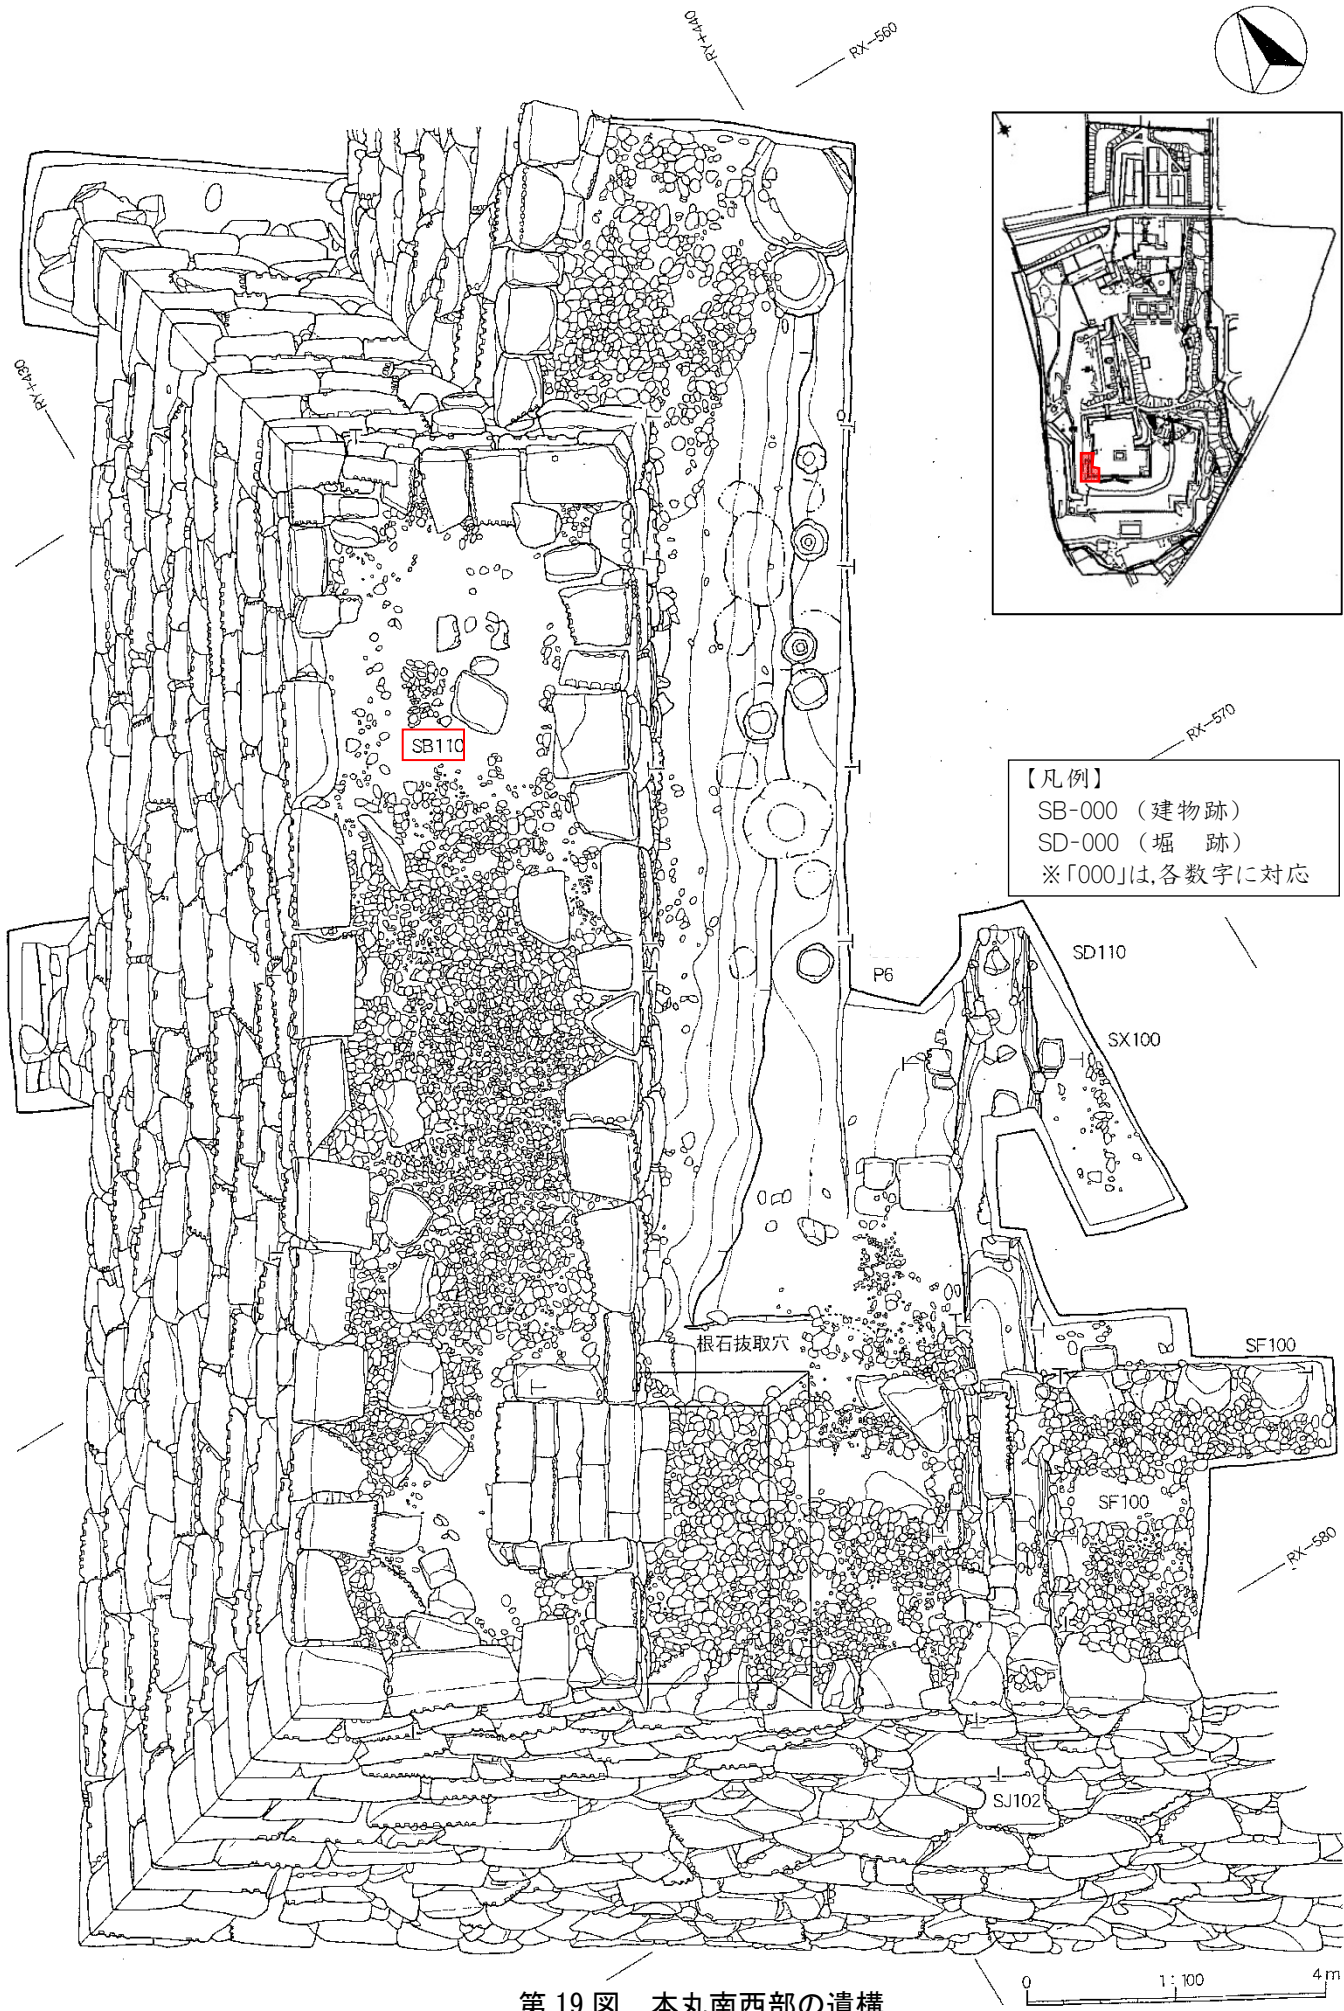 RY+440
RX-560
RY+430
RX-570
SB110
【凡例】
SB-000 (建物跡)
SD-000 (堀 跡)
※「000」は,各数字に対応
SD110
P6
SX100
根石抜取穴
SF100
SF100
RX-580
SJ102
0 1:100 4m
第 19 図 本丸南西部の遺構